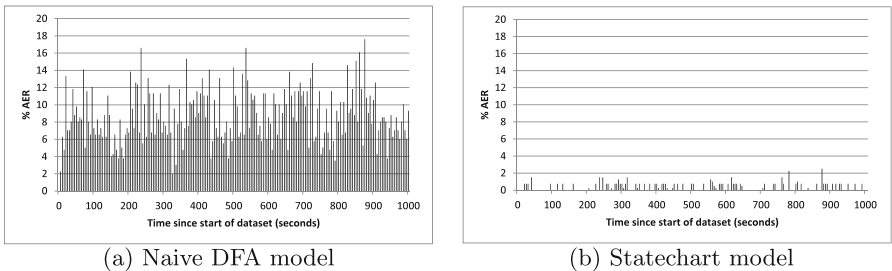 20
18
16
14
12
10
8
6
4
2
0
% AER
0 100 200 300 400 500 600 700 800 900 1000
Time since start of dataset (seconds)
(a) Naive DFA model
20
18
16
14
12
10
8
6
4
2
0
% AER
0 100 200 300 400 500 600 700 800 900 1000
Time since start of dataset (seconds)
(b) Statechart model